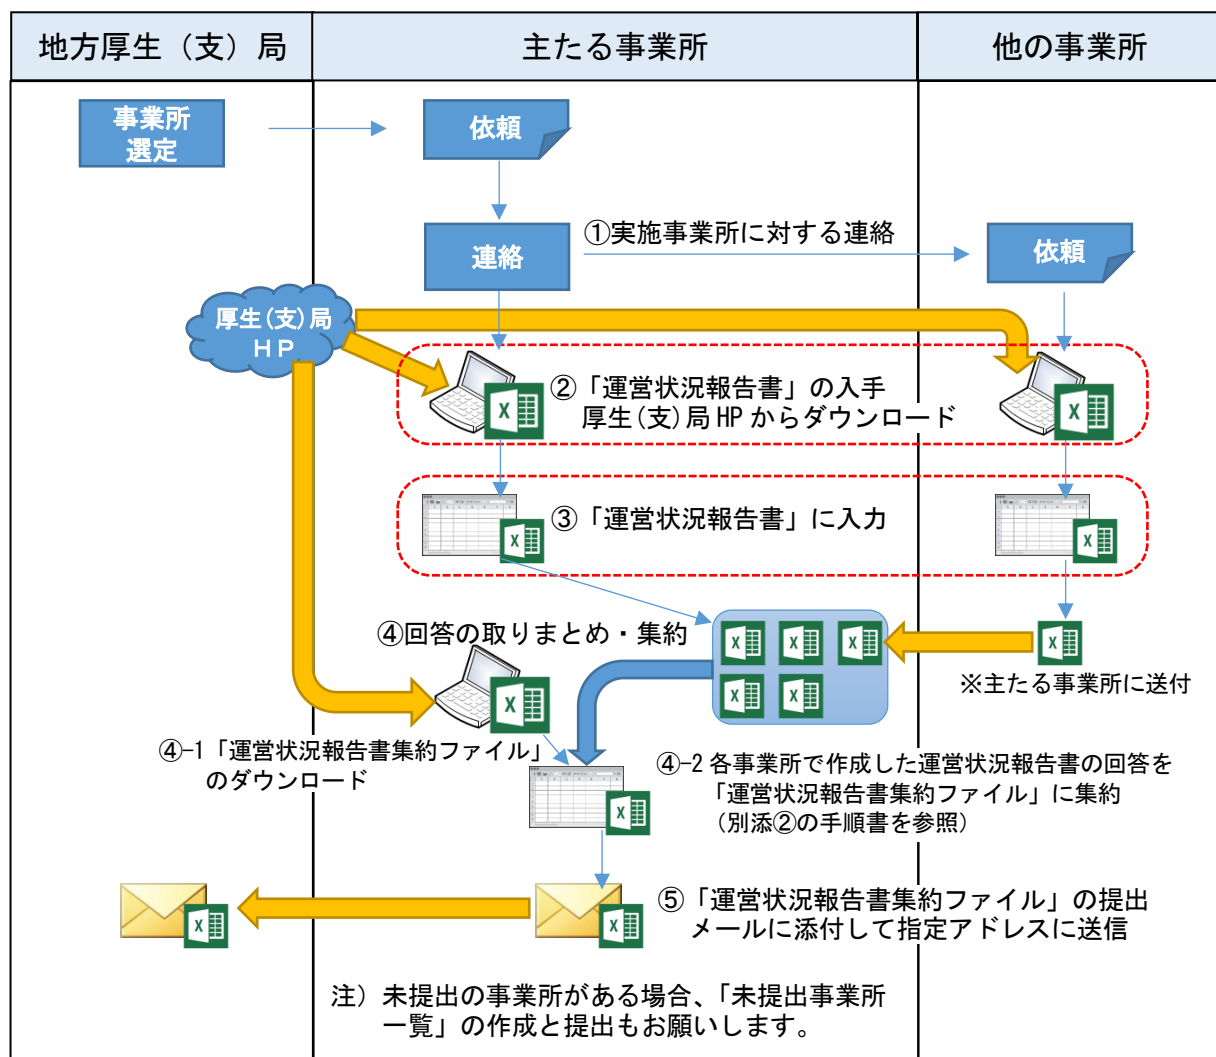 地方厚生（支）局
主たる事業所
他の事業所
事業所
選定
依頼
連絡
①実施事業所に対する連絡
依頼
厚生(支)局
ＨＰ
②「運営状況報告書」の入手
厚生(支)局 HP からダウンロード
③「運営状況報告書」に入力
④回答の取りまとめ・集約
※主たる事業所に送付
④-1「運営状況報告書集約ファイル」
のダウンロード
④-2 各事業所で作成した運営状況報告書の回答を
「運営状況報告書集約ファイル」に集約
（別添②の手順書を参照）
⑤「運営状況報告書集約ファイル」の提出
メールに添付して指定アドレスに送信
注）未提出の事業所がある場合、「未提出事業所
一覧」の作成と提出もお願いします。